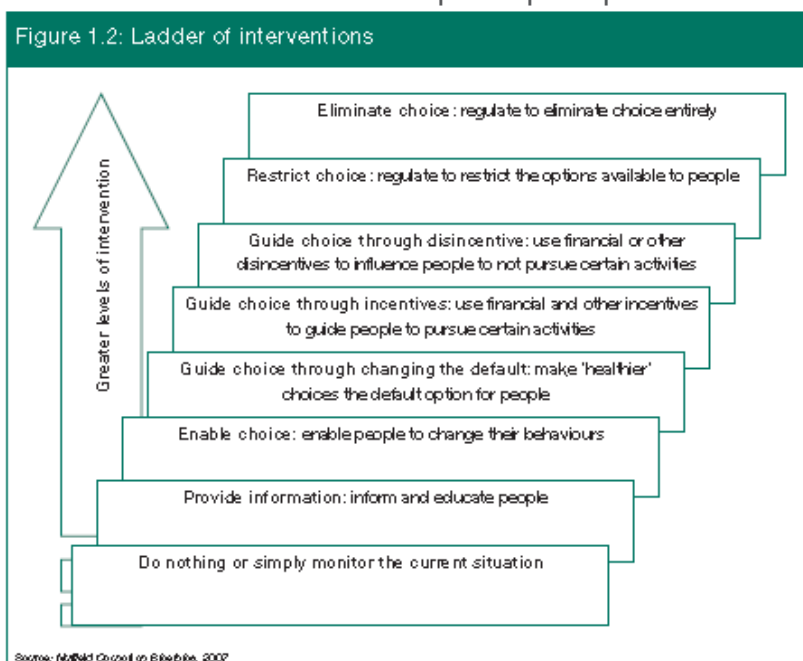 Figure 1.2: Ladder of interventions
Greater levels of intervention
Eliminate choice: regulate to eliminate choice entirely
Restrict choice: regulate to restrict the options available to people
Guide choice through disincentive: use financial or other
disincentives to influence people to not pursue certain activities
Guide choice through incentives: use financial and other incentives
to guide people to pursue certain activities
Guide choice through changing the default: make 'healthier'
choices the default option for people
Enable choice: enable people to change their behaviours
Provide information: inform and educate people
Do nothing or simply monitor the current situation
Source: Nuffield Council on Bioethics, 2007